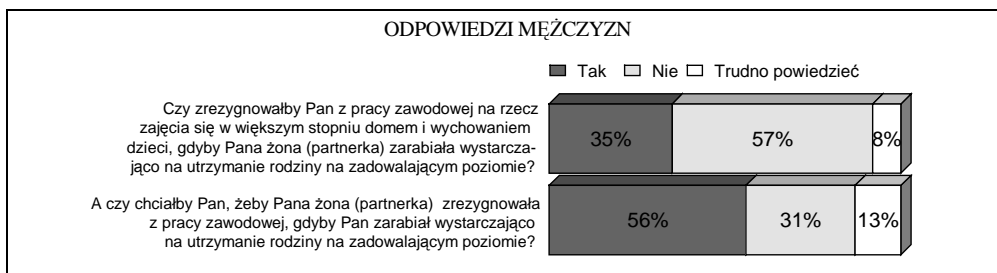 ODPOWIEDZI MĘŻCZYZN
Tak Nie Trudno powiedzieć
Czy zrezygnowałby Pan z pracy zawodowej na rzecz
zajęcia się w większym stopniu domem i wychowaniem
dzieci, gdyby Pana żona (partnerka) zarabiała wystarcza-
jąco na utrzymanie rodziny na zadowalającym poziomie?
35% 57% 8%
A czy chciałby Pan, żeby Pana żona (partnerka) zrezygnowała
z pracy zawodowej, gdyby Pan zarabiał wystarczająco
na utrzymanie rodziny na zadowalającym poziomie?
56% 31% 13%